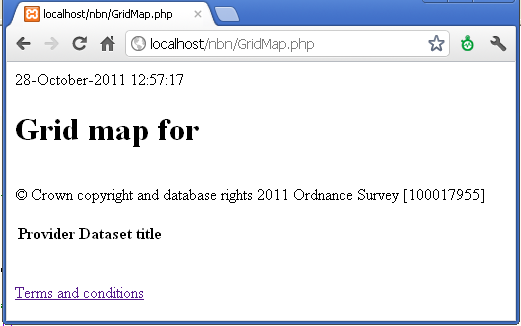 localhost/nbn/GridMap.php
localhost/nbn/GridMap.php
28-October-2011 12:57:17
Grid map for
© Crown copyright and database rights 2011 Ordnance Survey [100017955]
Provider Dataset title
Terms and conditions